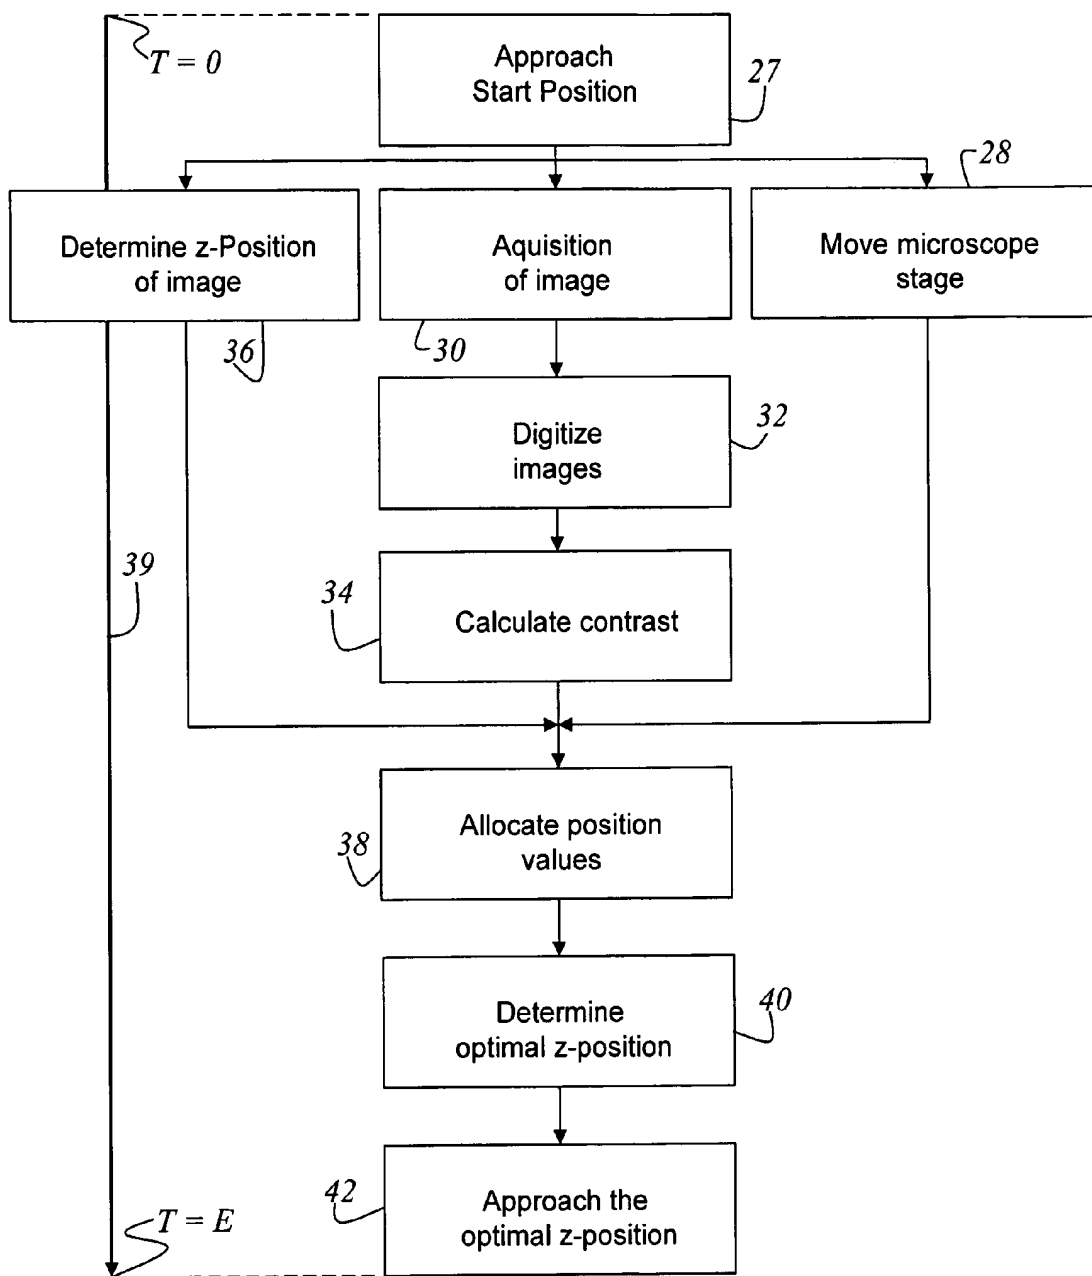 T = 0
Approach
Start Position
27
28
Determine z-Position
of image
Aquisition
of image
Move microscope
stage
36
30
Digitize
images
32
39
34
Calculate contrast
Allocate position
values
38
Determine
optimal z-position
40
42
Approach the
optimal z-position
T = E